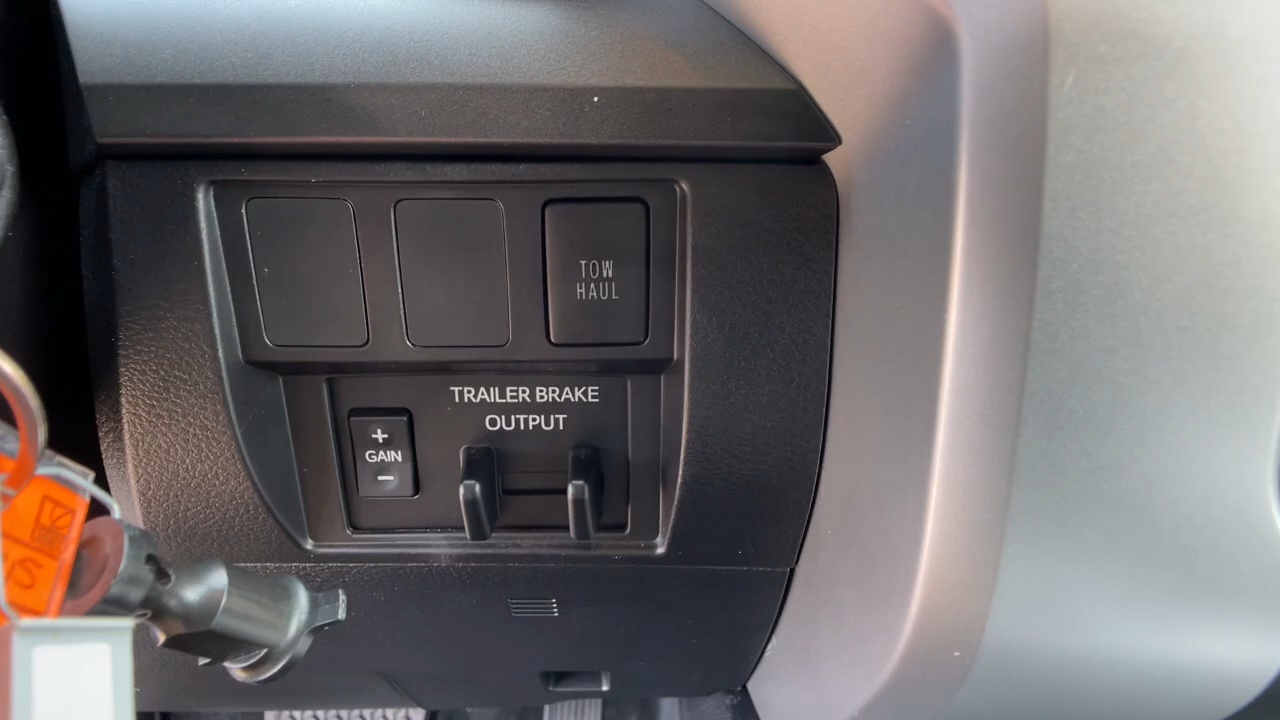 TOW
HAUL
TRAILER BRAKE
OUTPUT
+
GAIN
-